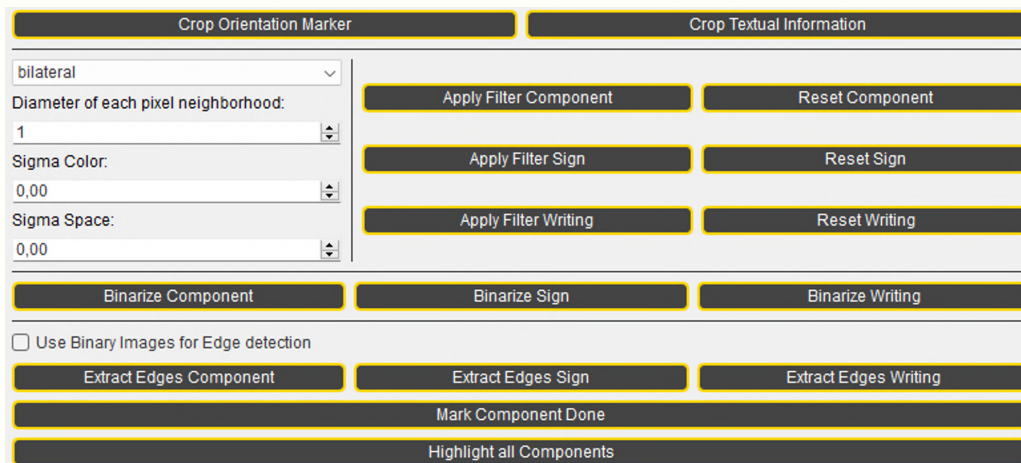 Crop Orientation Marker Crop Textual Information
bilateral
Diameter of each pixel neighborhood:
1
Sigma Color:
0,00
Sigma Space:
0,00
Apply Filter Component Reset Component
Apply Filter Sign Reset Sign
Apply Filter Writing Reset Writing
Binarize Component Binarize Sign Binarize Writing
Use Binary Images for Edge detection
Extract Edges Component Extract Edges Sign Extract Edges Writing
Mark Component Done
Highlight all Components